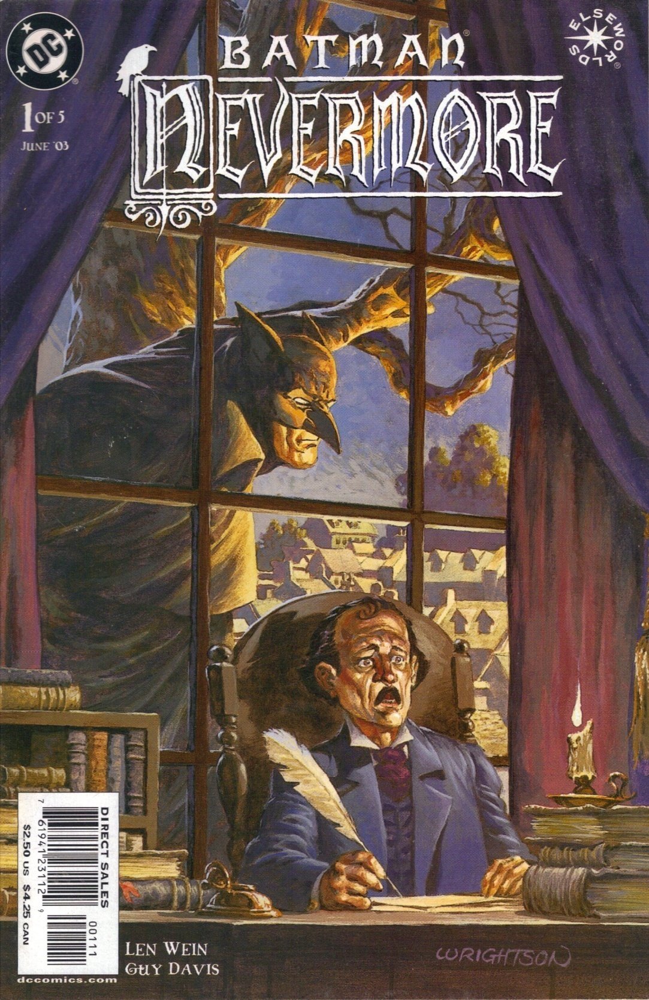 DC
®
ELSEWORLDS®
BATMAN®
NEVERMORE
1 OF 5
JUNE '03
DIRECT SALES
7 61941 23112 9
00111
$2.50 US $4.25 CAN
dccomics.com
LEN WEIN
GUY DAVIS
WRIGHTSON